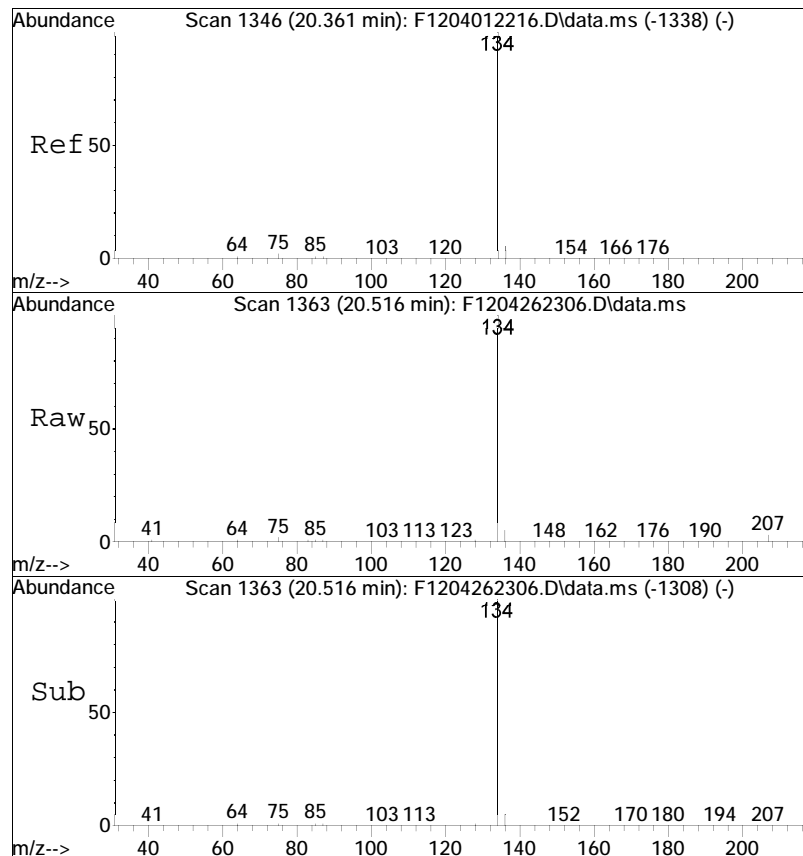 Abundance Scan 1346 (20.361 min): F1204012216.D\data.ms (-1338) (-)
134
Ref 50
64 75 85 103 120 154 166 176
0
40 60 80 100 120 140 160 180 200
m/z-->
Abundance Scan 1363 (20.516 min): F1204262306.D\data.ms
134
Raw 50
41 64 75 85 103 113 123 148 162 176 190 207
0
40 60 80 100 120 140 160 180 200
m/z-->
Abundance Scan 1363 (20.516 min): F1204262306.D\data.ms (-1308) (-)
134
Sub 50
41 64 75 85 103 113 152 170 180 194 207
0
40 60 80 100 120 140 160 180 200
m/z-->